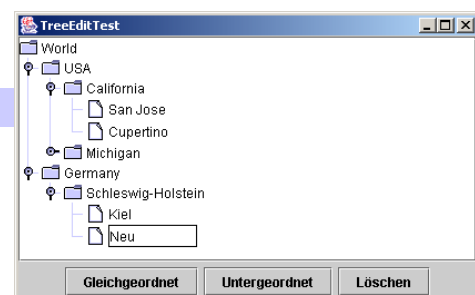 TreeEditTest
World
USA
California
San Jose
Cupertino
Michigan
Germany
Schleswig-Holstein
Kiel
Neu
Gleichgeordnet Untergeordnet Löschen